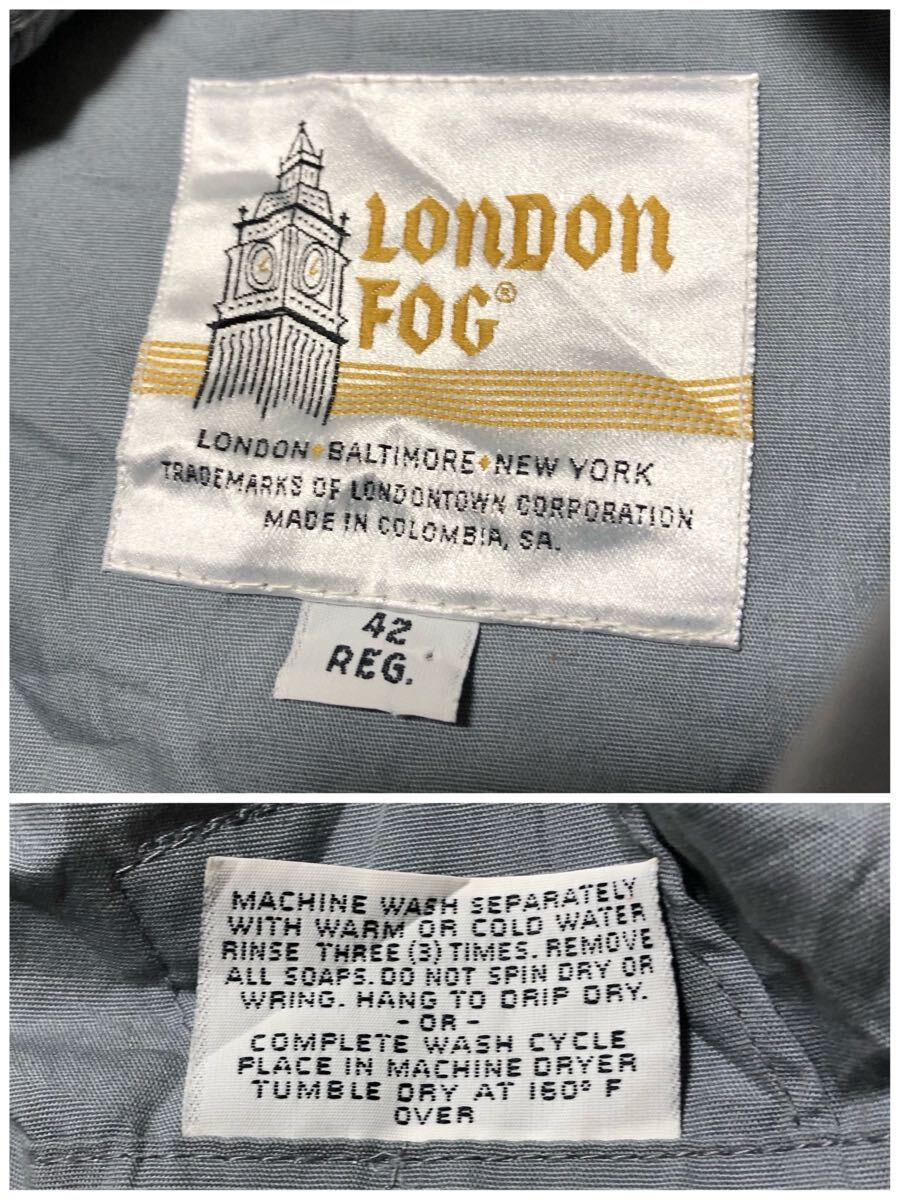 LONDON
FOG®
LONDON • BALTIMORE • NEW YORK
TRADEMARKS OF LONDONTOWN CORPORATION
MADE IN COLOMBIA, SA.
42
REG.
MACHINE WASH SEPARATELY
WITH WARM OR COLD WATER
RINSE THREE (3) TIMES. REMOVE
ALL SOAPS. DO NOT SPIN DRY OR
WRING. HANG TO DRIP DRY.
- OR -
COMPLETE WASH CYCLE
PLACE IN MACHINE DRYER
TUMBLE DRY AT 160° F
OVER